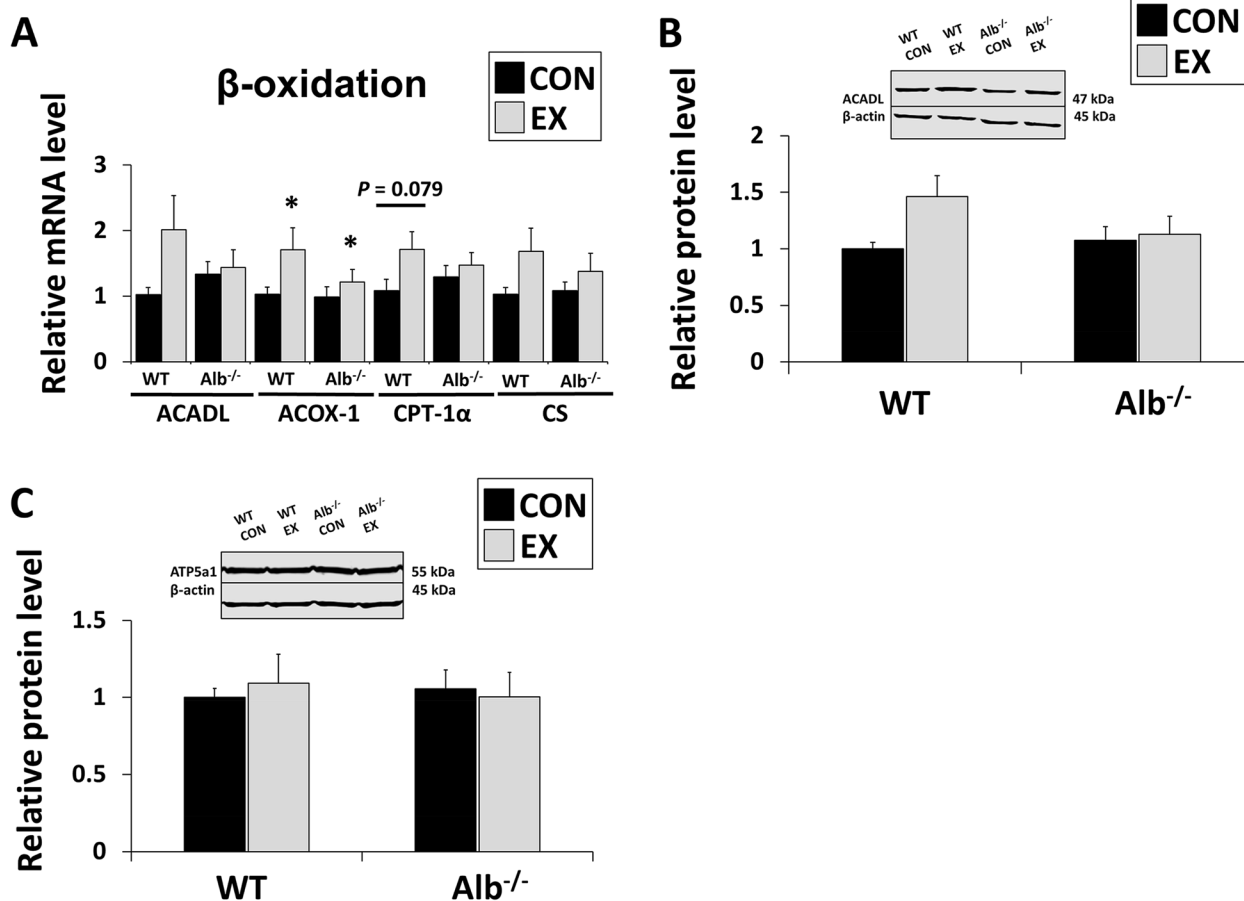 A
β-oxidation
CON
EX
Relative mRNA level
3
2
1
0
*
*
P = 0.079
WT Alb-/- WT Alb-/- WT Alb-/- WT Alb-/-
ACADL ACOX-1 CPT-1α CS
B
CON
EX
WT CON
WT EX
Alb-/- CON
Alb-/- EX
ACADL 47 kDa
β-actin 45 kDa
Relative protein level
2
1.5
1
0.5
0
WT Alb-/-
C
CON
EX
WT CON
WT EX
Alb-/- CON
Alb-/- EX
ATP5a1 55 kDa
β-actin 45 kDa
Relative protein level
1.5
1
0.5
0
WT Alb-/-